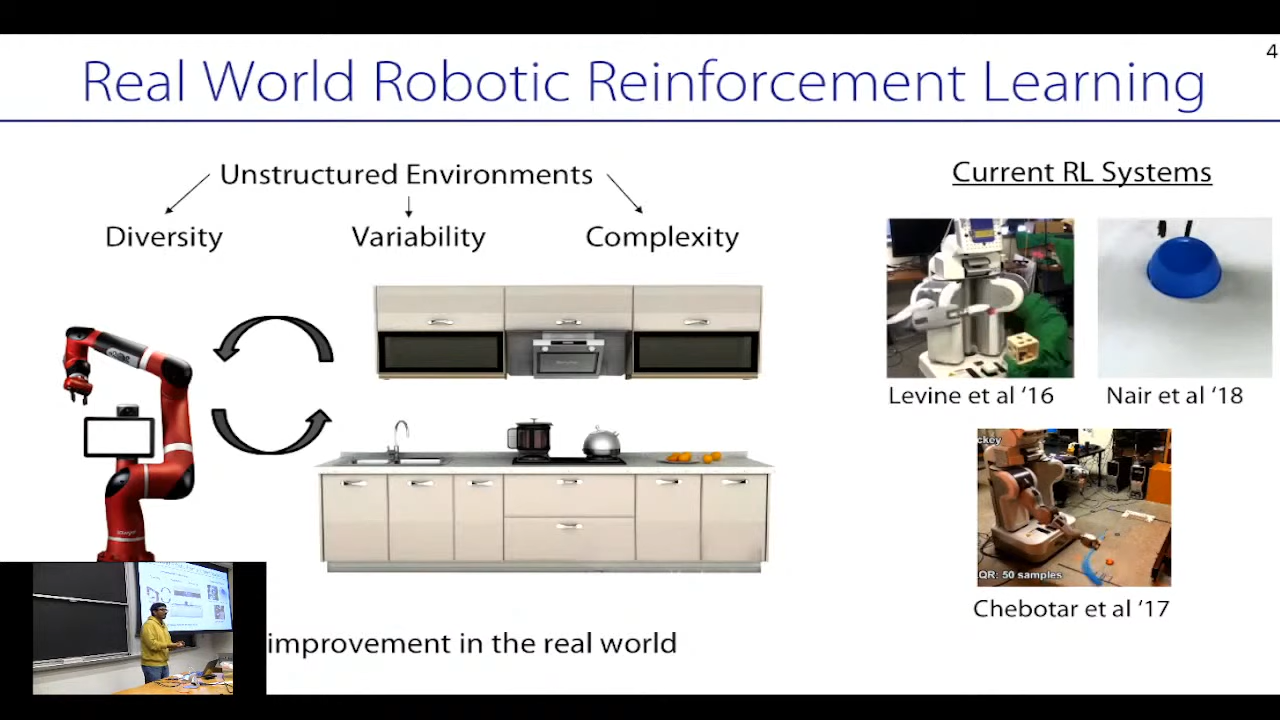 4
Real World Robotic Reinforcement Learning
Unstructured Environments
Diversity
Variability
Complexity
Current RL Systems
Levine et al ‘16
Nair et al ‘18
ckey
QR: 50 samples
Chebotar et al ‘17
improvement in the real world